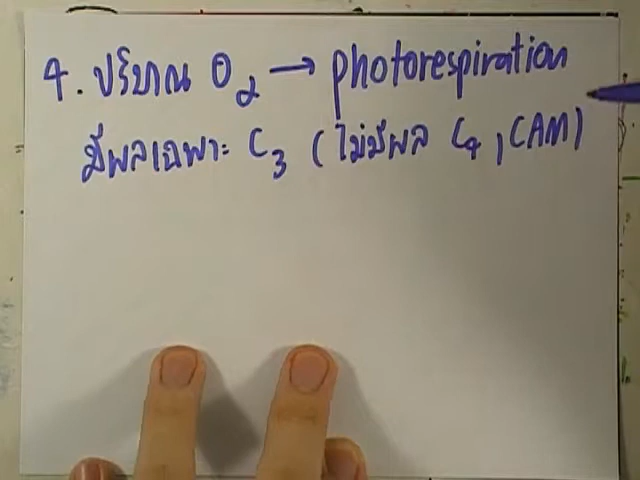 4. ปริมาณ O2 → photorespiration
มีผลเฉพาะ C3 (ไม่มีผล C4, CAM)